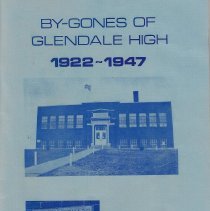 BY-GONES OF
GLENDALE HIGH
1922~1947